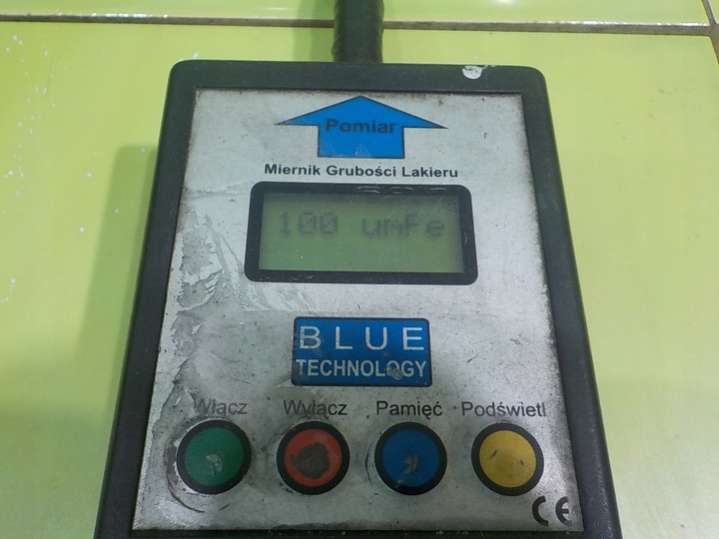 Pomiar
Miernik Grubości Lakieru
100 umFe
BLUE
TECHNOLOGY
Włącz Wyłącz Pamięć Podświetl
CE